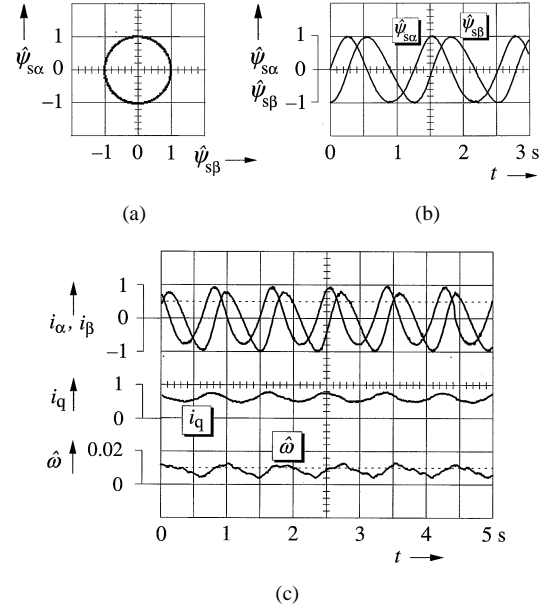 1
ψ̂sα 0
−1
−1 0 1 ψ̂sβ
(a)
ψ̂sα
ψ̂sβ
1
0
−1
ψ̂sα ψ̂sβ
0 1 2 3 s
t
(b)
1
iα , iβ 0
−1
iq 1
0
iq
ω̂ 0.02
0
ω̂
0 1 2 3 4 5 s
t
(c)